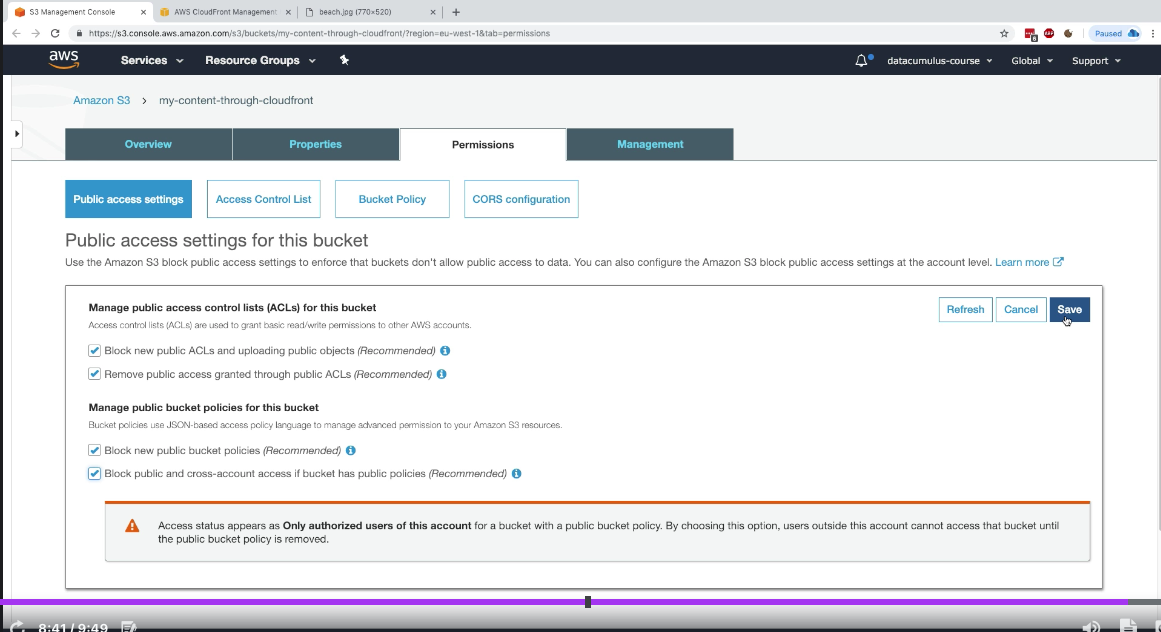 S3 Management Console
AWS CloudFront Management
beach.jpg (770×520)
https://s3.console.aws.amazon.com/s3/buckets/my-content-through-cloudfront/?region=eu-west-1&tab=permissions
Paused
aws
Services
Resource Groups
datacumulus-course
Global
Support
Amazon S3 > my-content-through-cloudfront
Overview
Properties
Permissions
Management
Public access settings
Access Control List
Bucket Policy
CORS configuration
Public access settings for this bucket
Use the Amazon S3 block public access settings to enforce that buckets don't allow public access to data. You can also configure the Amazon S3 block public access settings at the account level. Learn more
Manage public access control lists (ACLs) for this bucket
Refresh
Cancel
Save
Access control lists (ACLs) are used to grant basic read/write permissions to other AWS accounts.
Block new public ACLs and uploading public objects (Recommended)
Remove public access granted through public ACLs (Recommended)
Manage public bucket policies for this bucket
Bucket policies use JSON-based access policy language to manage advanced permission to your Amazon S3 resources.
Block new public bucket policies (Recommended)
Block public and cross-account access if bucket has public policies (Recommended)
Access status appears as Only authorized users of this account for a bucket with a public bucket policy. By choosing this option, users outside this account cannot access that bucket until
the public bucket policy is removed.
8:41 / 9:49